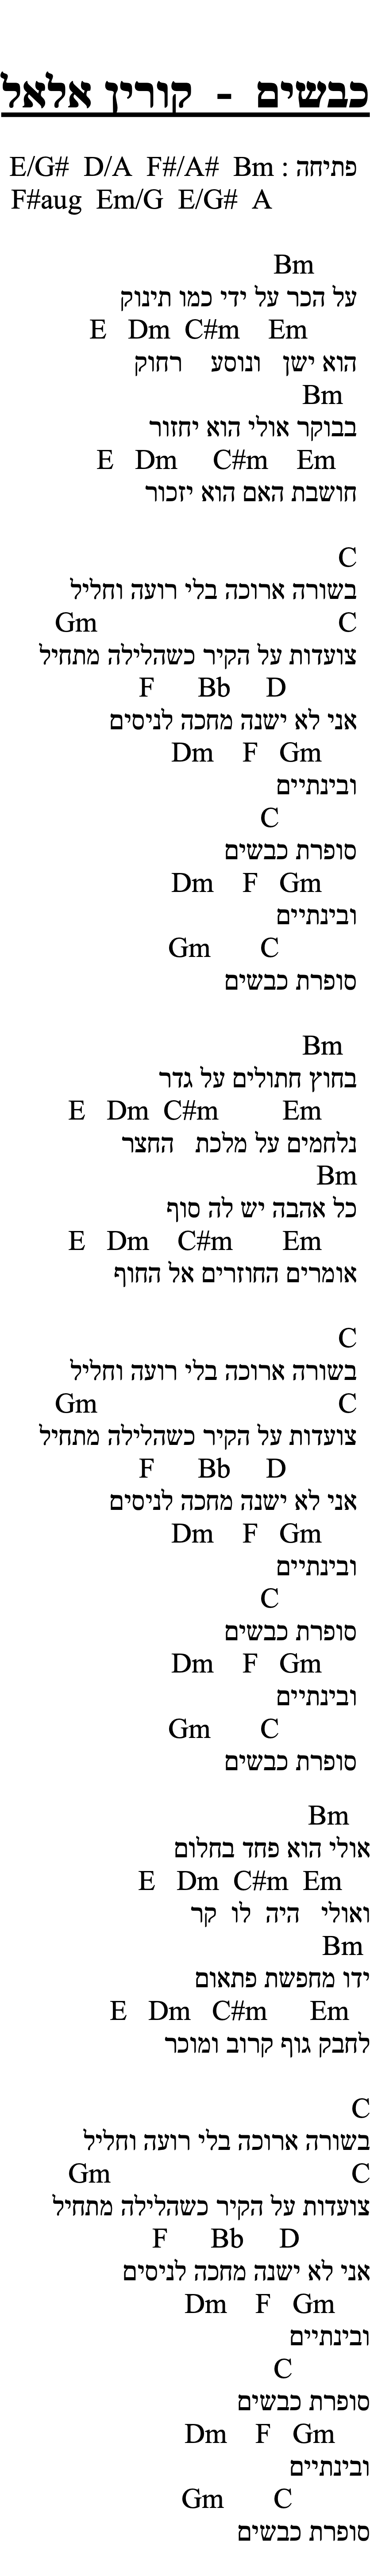 כבשים - קורין אלאל
פתיחה : E/G# D/A F#/A# Bm
F#aug Em/G E/G# A
Bm
על הכר על ידי כמו תינוק
E Dm C#m Em
הוא ישן ונוסע רחוק
Bm
בבוקר אולי הוא יחזור
E Dm C#m Em
חושבת האם הוא יזכור
C
בשורה ארוכה בלי רועה וחליל
Gm C
צועדות על הקיר כשהלילה מתחיל
F Bb D
אני לא ישנה מחכה לניסים
Dm F Gm
ובינתיים
C
סופרת כבשים
Dm F Gm
ובינתיים
Gm C
סופרת כבשים
Bm
בחוץ חתולים על גדר
E Dm C#m Em
נלחמים על מלכת החצר
Bm
כל אהבה יש לה סוף
E Dm C#m Em
אומרים החוזרים אל החוף
C
בשורה ארוכה בלי רועה וחליל
Gm C
צועדות על הקיר כשהלילה מתחיל
F Bb D
אני לא ישנה מחכה לניסים
Dm F Gm
ובינתיים
C
סופרת כבשים
Dm F Gm
ובינתיים
Gm C
סופרת כבשים
Bm
אולי הוא פחד בחלום
E Dm C#m Em
ואולי היה לו קר
Bm
ידו מחפשת פתאום
E Dm C#m Em
לחבק גוף קרוב ומוכר
C
בשורה ארוכה בלי רועה וחליל
Gm C
צועדות על הקיר כשהלילה מתחיל
F Bb D
אני לא ישנה מחכה לניסים
Dm F Gm
ובינתיים
C
סופרת כבשים
Dm F Gm
ובינתיים
Gm C
סופרת כבשים